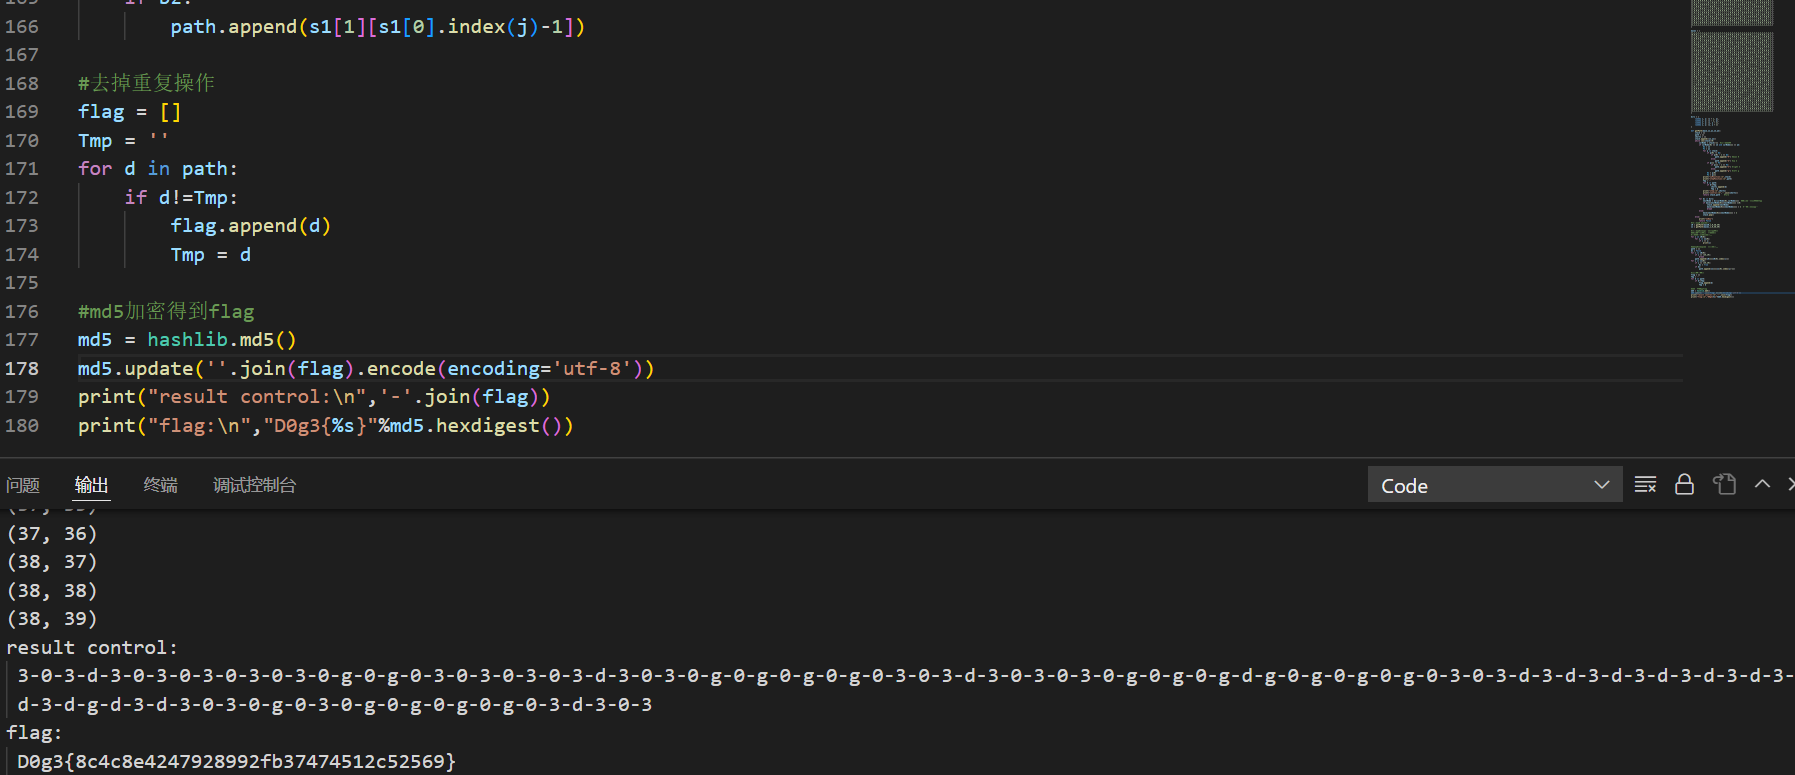 166 path.append(s1[1][s1[0].index(j)-1])
167
168 #去掉重复操作
169 flag = []
170 Tmp = ''
171 for d in path:
172 if d!=Tmp:
173 flag.append(d)
174 Tmp = d
175
176 #md5加密得到flag
177 md5 = hashlib.md5()
178 md5.update(''.join(flag).encode(encoding='utf-8'))
179 print("result control:\n",'-'.join(flag))
180 print("flag:\n","D0g3{%s}"%md5.hexdigest())
问题 输出 终端 调试控制台 Code
(37, 36)
(38, 37)
(38, 38)
(38, 39)
result control:
3-0-3-d-3-0-3-0-3-0-3-0-3-0-g-0-g-0-3-0-3-0-3-0-3-d-3-0-3-0-g-0-g-0-g-0-g-0-3-0-3-d-3-0-3-0-3-0-g-0-g-0-g-d-g-0-g-0-g-0-g-0-3-0-3-d-3-d-3-d-3-d-3-d-3-d-3-
d-3-d-g-d-3-d-3-0-3-0-g-0-3-0-g-0-g-0-g-0-g-0-3-d-3-0-3
flag:
D0g3{8c4c8e4247928992fb37474512c52569}